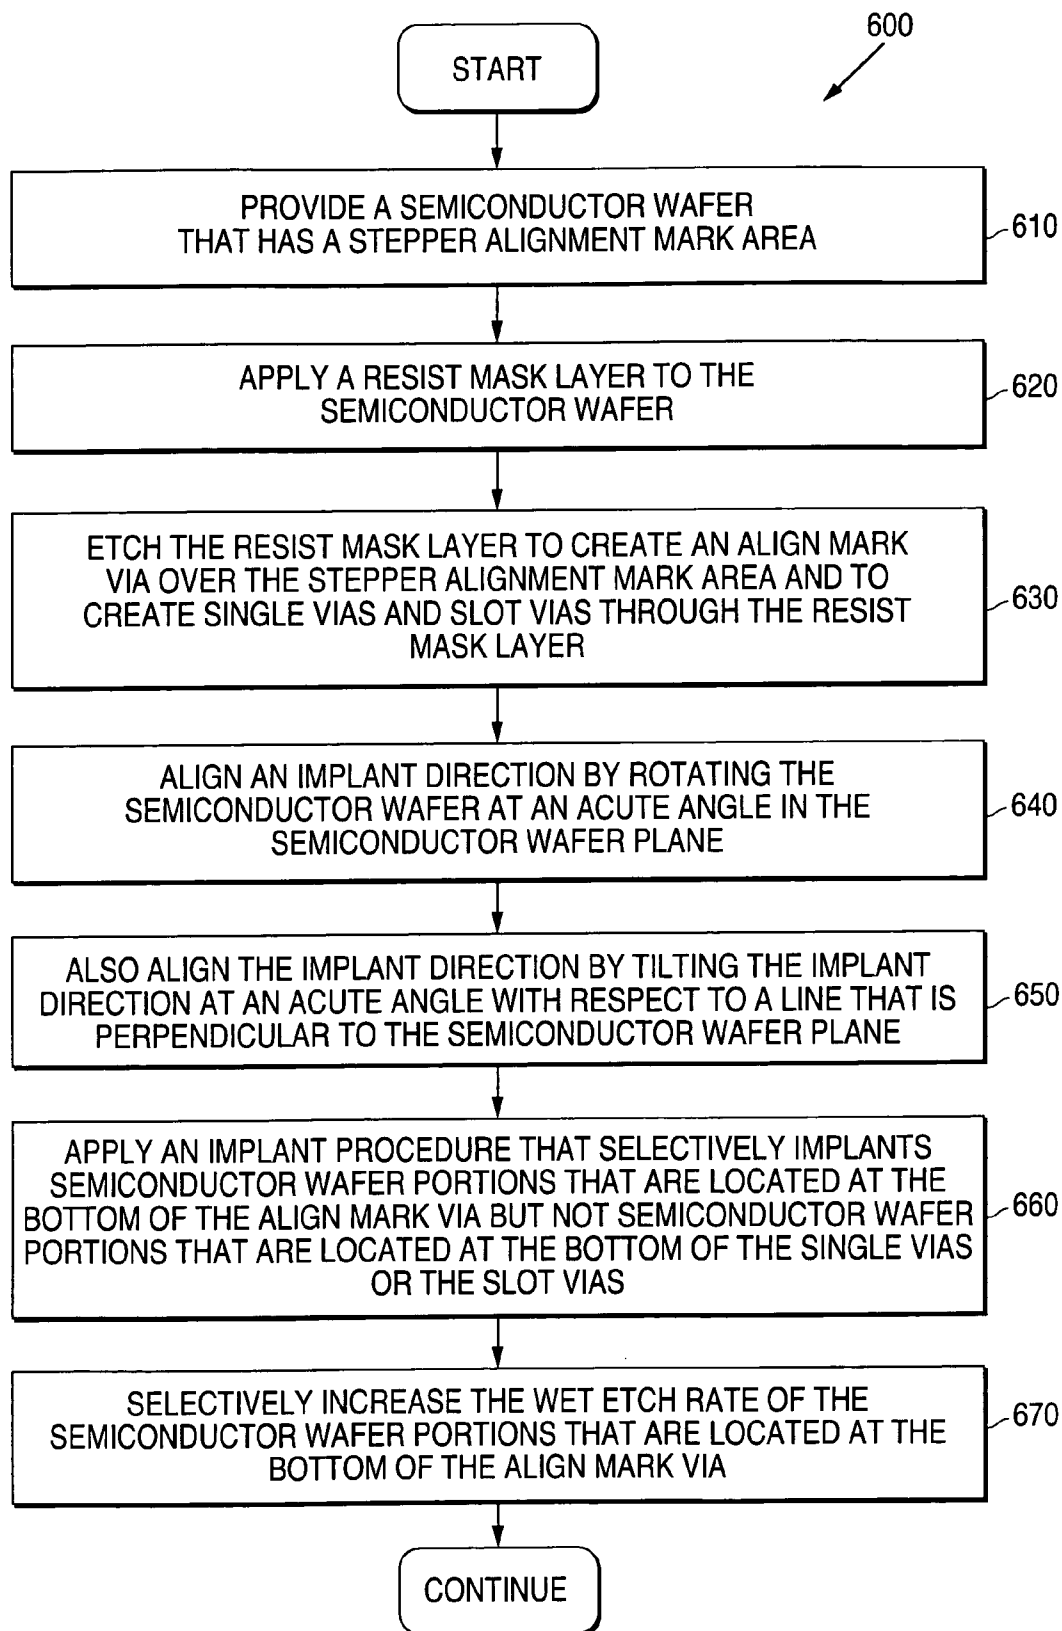 600
START
PROVIDE A SEMICONDUCTOR WAFER
THAT HAS A STEPPER ALIGNMENT MARK AREA
610
APPLY A RESIST MASK LAYER TO THE
SEMICONDUCTOR WAFER
620
ETCH THE RESIST MASK LAYER TO CREATE AN ALIGN MARK
VIA OVER THE STEPPER ALIGNMENT MARK AREA AND TO
CREATE SINGLE VIAS AND SLOT VIAS THROUGH THE RESIST
MASK LAYER
630
ALIGN AN IMPLANT DIRECTION BY ROTATING THE
SEMICONDUCTOR WAFER AT AN ACUTE ANGLE IN THE
SEMICONDUCTOR WAFER PLANE
640
ALSO ALIGN THE IMPLANT DIRECTION BY TILTING THE IMPLANT
DIRECTION AT AN ACUTE ANGLE WITH RESPECT TO A LINE THAT IS
PERPENDICULAR TO THE SEMICONDUCTOR WAFER PLANE
650
APPLY AN IMPLANT PROCEDURE THAT SELECTIVELY IMPLANTS
SEMICONDUCTOR WAFER PORTIONS THAT ARE LOCATED AT THE
BOTTOM OF THE ALIGN MARK VIA BUT NOT SEMICONDUCTOR WAFER
PORTIONS THAT ARE LOCATED AT THE BOTTOM OF THE SINGLE VIAS
OR THE SLOT VIAS
660
SELECTIVELY INCREASE THE WET ETCH RATE OF THE
SEMICONDUCTOR WAFER PORTIONS THAT ARE LOCATED AT THE
BOTTOM OF THE ALIGN MARK VIA
670
CONTINUE